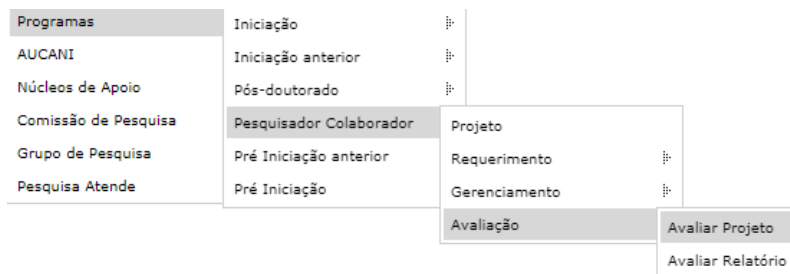 Programas
AUCANI
Núcleos de Apoio
Comissão de Pesquisa
Grupo de Pesquisa
Pesquisa Atende
Iniciação
Iniciação anterior
Pós-doutorado
Pesquisador Colaborador
Pré Iniciação anterior
Pré Iniciação
Projeto
Requerimento
Gerenciamento
Avaliação
Avaliar Projeto
Avaliar Relatório